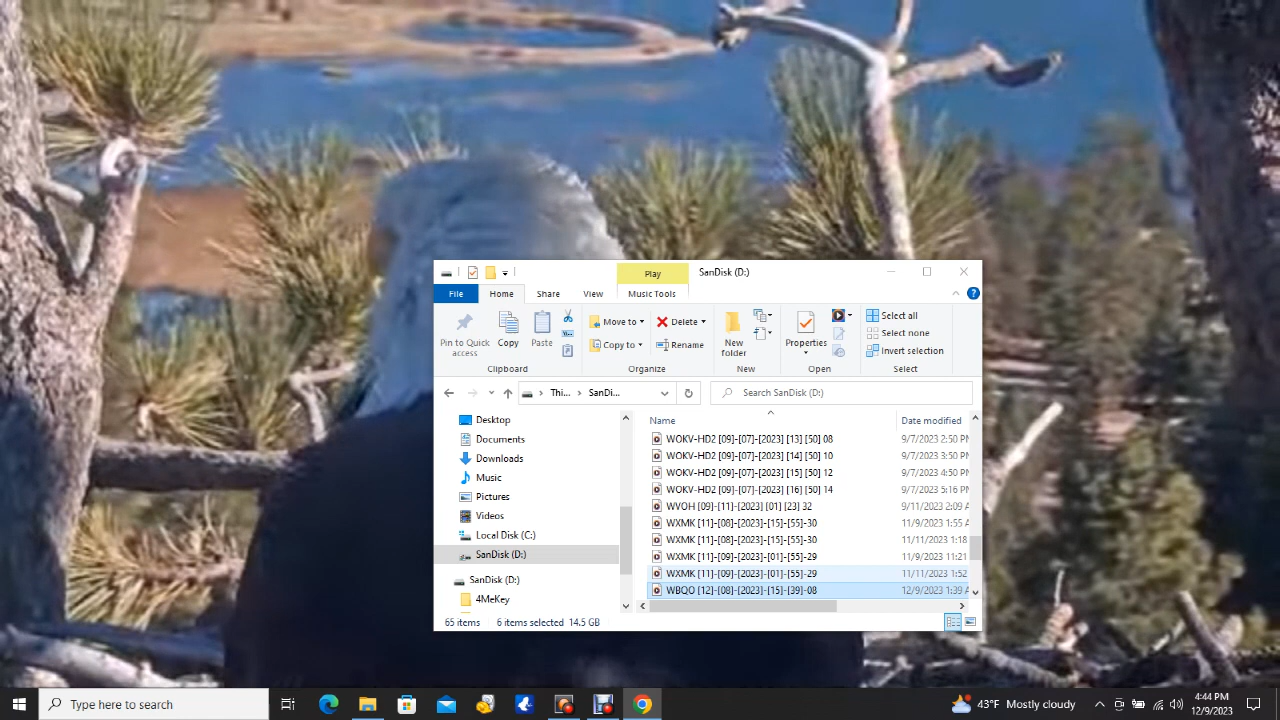 Play
SanDisk (D:)
File
Home
Share
View
Music Tools
Pin to Quick access
Copy
Paste
Move to
Copy to
Delete
Rename
New folder
Properties
Select all
Select none
Invert selection
Clipboard
Organize
New
Open
Select
Thi... SanDi...
Search SanDisk (D:)
Desktop
Documents
Downloads
Music
Pictures
Videos
Local Disk (C:)
SanDisk (D:)
SanDisk (D:)
4MeKey
Name Date modified
WOKV-HD2 [09]-[07]-[2023] [13] [50] 08 9/7/2023 2:50 PM
WOKV-HD2 [09]-[07]-[2023] [14] [50] 10 9/7/2023 3:50 PM
WOKV-HD2 [09]-[07]-[2023] [15] [50] 12 9/7/2023 4:50 PM
WOKV-HD2 [09]-[07]-[2023] [16] [50] 14 9/7/2023 5:16 PM
WVOH [09]-[11]-[2023] [01] [23] 32 9/11/2023 2:09 A
WXMK [11]-[08]-[2023]-[15]-[55]-30 11/9/2023 1:55 A
WXMK [11]-[08]-[2023]-[15]-[55]-30 11/11/2023 1:18
WXMK [11]-[09]-[2023]-[01]-[55]-29 11/9/2023 11:21
WXMK [11]-[09]-[2023]-[01]-[55]-29 11/11/2023 1:52
WBQO [12]-[08]-[2023]-[15]-[39]-08 12/9/2023 1:39 A
65 items 6 items selected 14.5 GB
Type here to search
43°F Mostly cloudy
4:44 PM
12/9/2023